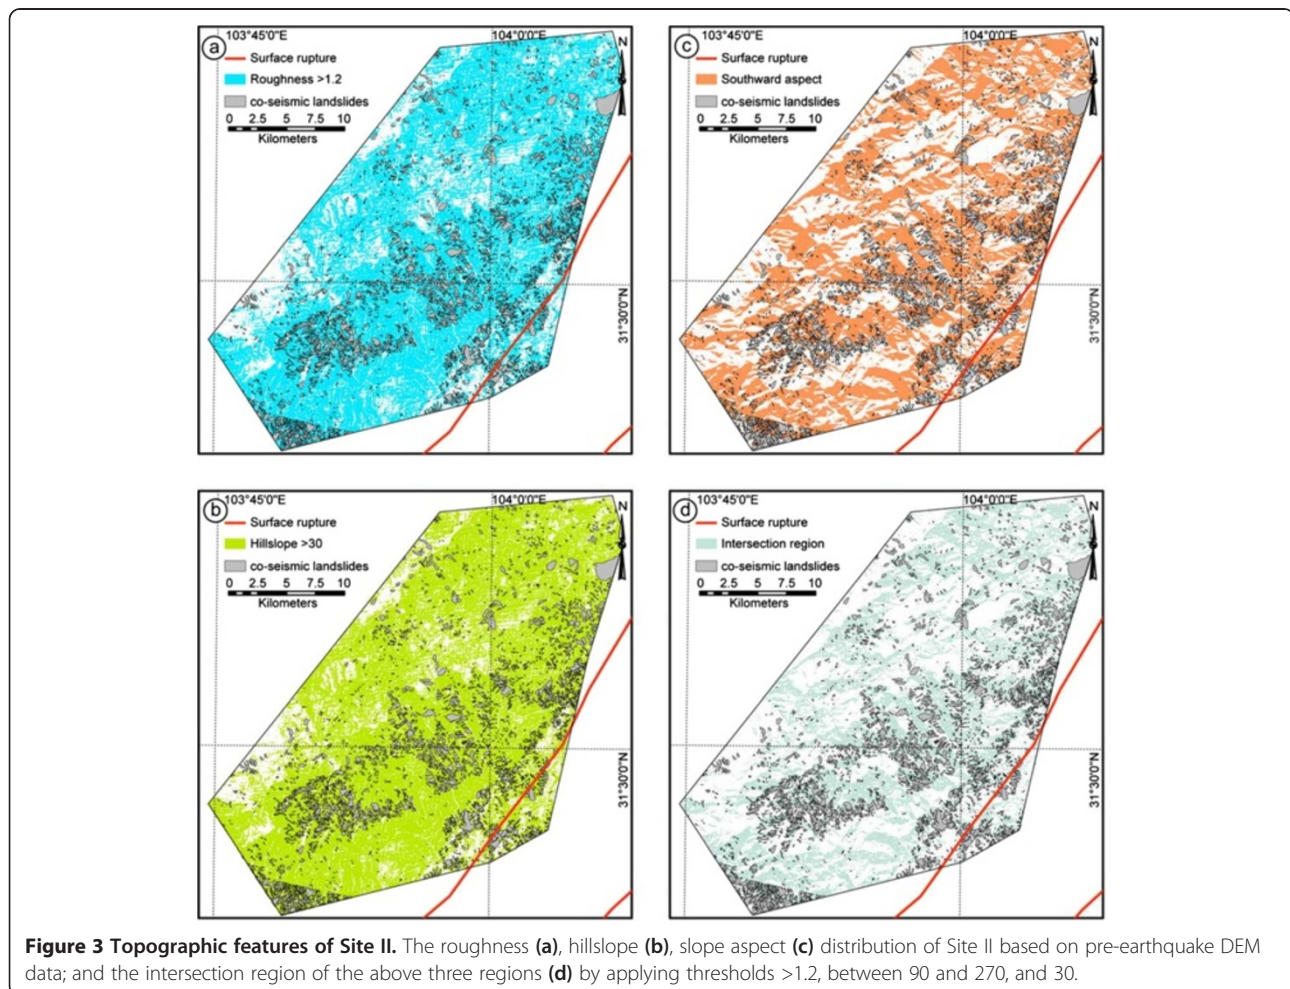 a
103°45'0"E
104°0'0"E
N
Surface rupture
Roughness >1.2
co-seismic landslides
0 2.5 5 7.5 10
Kilometers
31°30'0"N
c
103°45'0"E
104°0'0"E
N
Surface rupture
Southward aspect
co-seismic landslides
0 2.5 5 7.5 10
Kilometers
31°30'0"N
b
103°45'0"E
104°0'0"E
N
Surface rupture
Hillslope >30
co-seismic landslides
0 2.5 5 7.5 10
Kilometers
31°30'0"N
d
103°45'0"E
104°0'0"E
N
Surface rupture
Intersection region
co-seismic landslides
0 2.5 5 7.5 10
Kilometers
31°30'0"N
Figure 3 Topographic features of Site II. The roughness (a), hillslope (b), slope aspect (c) distribution of Site II based on pre-earthquake DEM
data; and the intersection region of the above three regions (d) by applying thresholds >1.2, between 90 and 270, and 30.